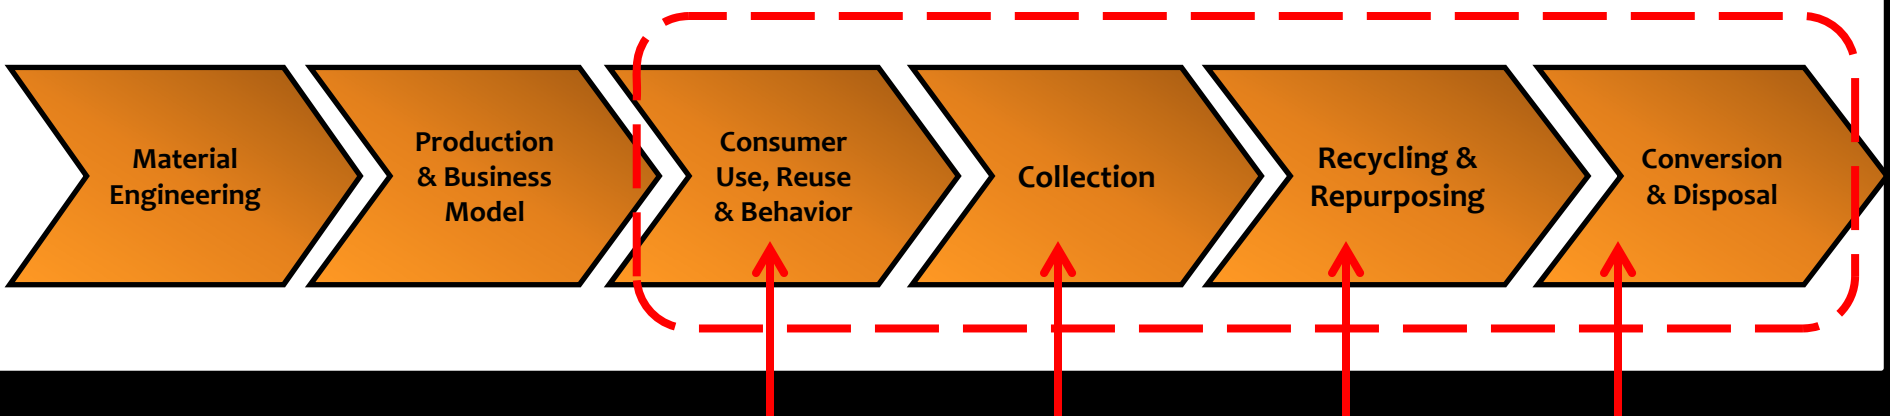 Material
Engineering
Production
& Business
Model
Consumer
Use, Reuse
& Behavior
Collection
Recycling &
Repurposing
Conversion
& Disposal